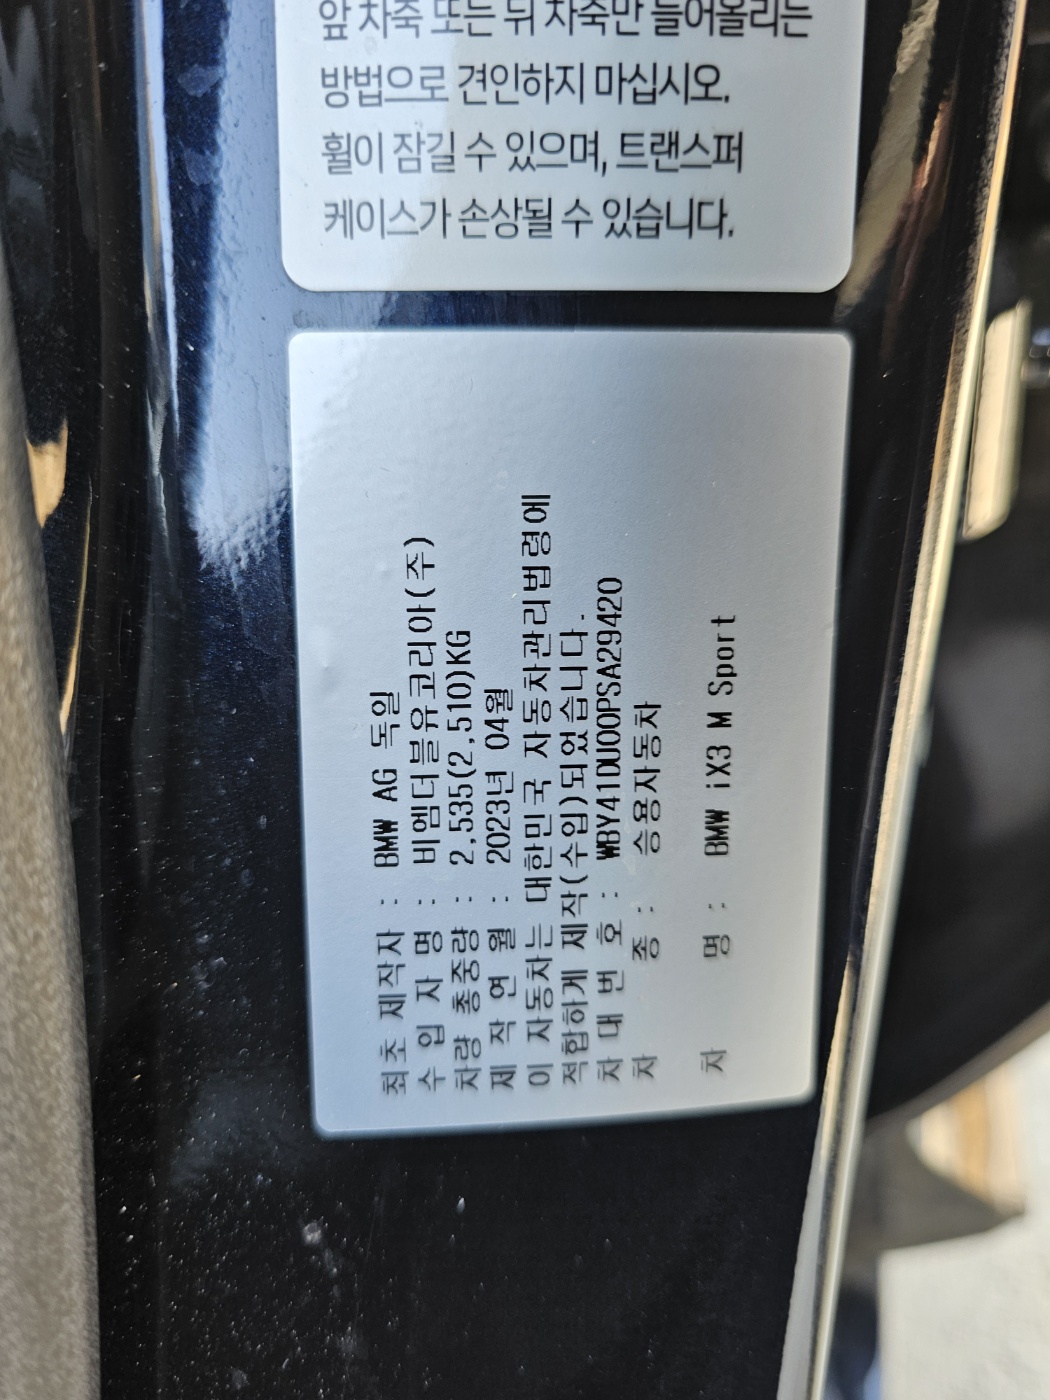 앞 차축 또는 뒤 차축만 들어올리는
방법으로 견인하지 마십시오.
휠이 잠길 수 있으며, 트랜스퍼
케이스가 손상될 수 있습니다.
최초 제작자 : BMW AG 독일
수 입 자 명 : 비엠더블유코리아(주)
차량 총중량 : 2,535(2,510)KG
제 작 연 월 : 2023년 04월
이 자동차는 대한민국 자동차관리법령에
적합하게 제작(수입)되었습니다.
차 대 번 호 : WBY41DU00PSA29420
차 종 : 승용자동차
차 명 : BMW iX3 M Sport